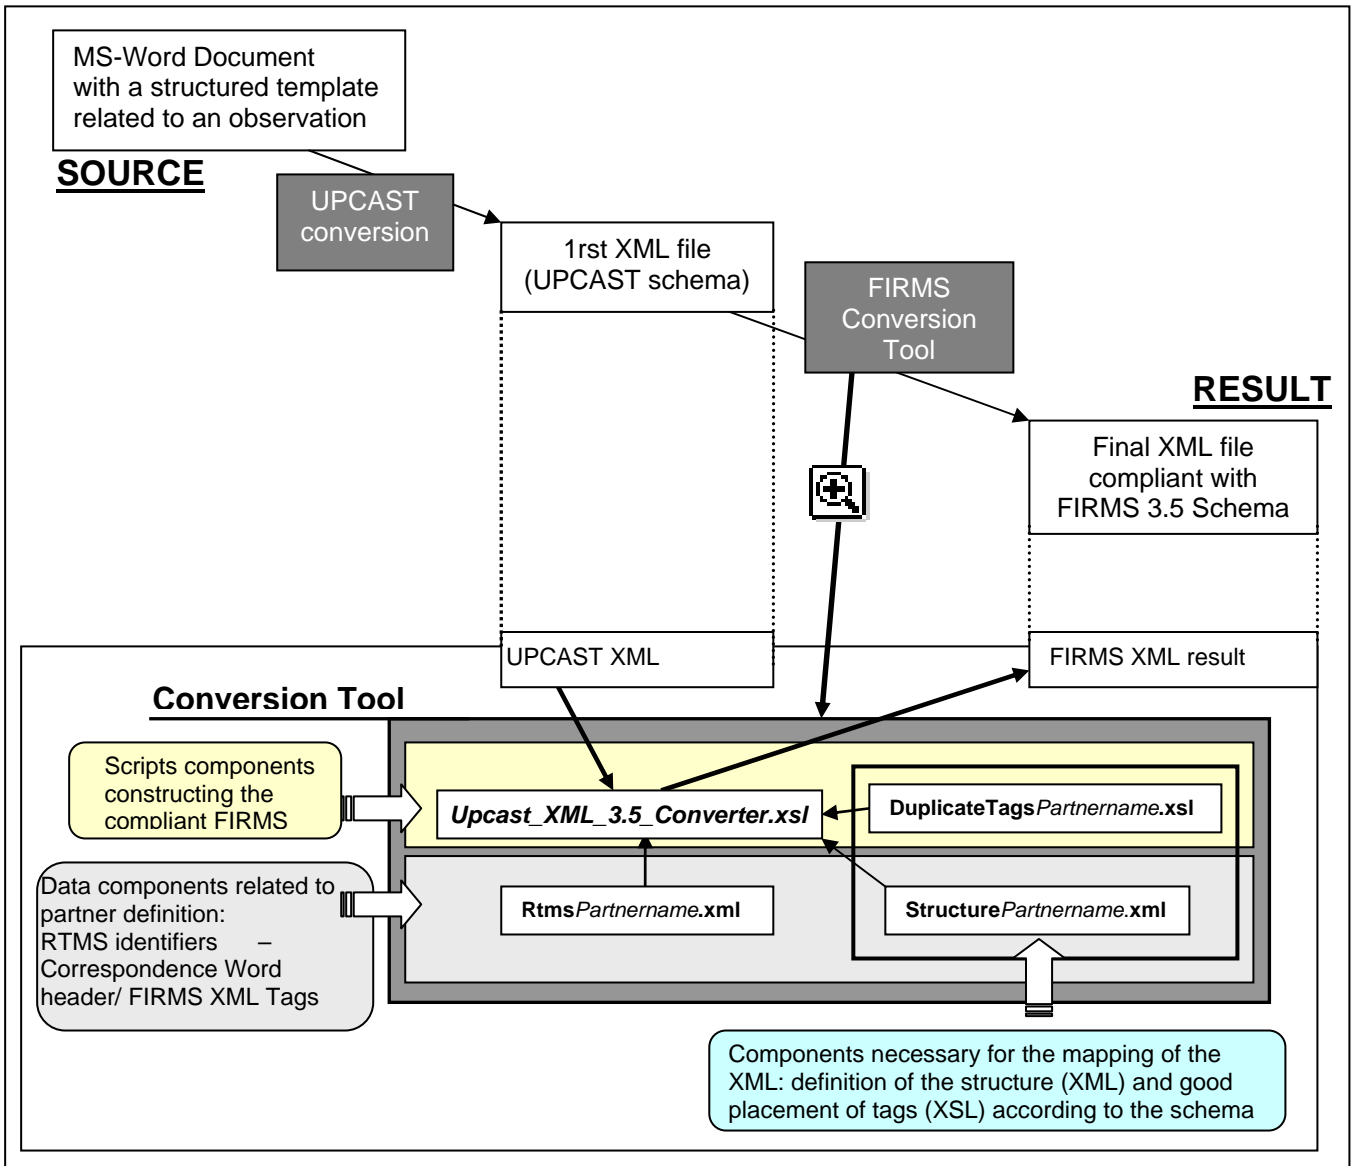 MS-Word Document
with a structured template
related to an observation
SOURCE
UPCAST
conversion
1rst XML file
(UPCAST schema)
FIRMS
Conversion
Tool
RESULT
Final XML file
compliant with
FIRMS 3.5 Schema
UPCAST XML
FIRMS XML result
Conversion Tool
Scripts components
constructing the
compliant FIRMS
Upcast_XML_3.5_Converter.xsl
DuplicateTagsPartnername.xsl
Data components related to
partner definition:
RTMS identifiers –
Correspondence Word
header/ FIRMS XML Tags
RtmsPartnername.xml
StructurePartnername.xml
Components necessary for the mapping of the
XML: definition of the structure (XML) and good
placement of tags (XSL) according to the schema